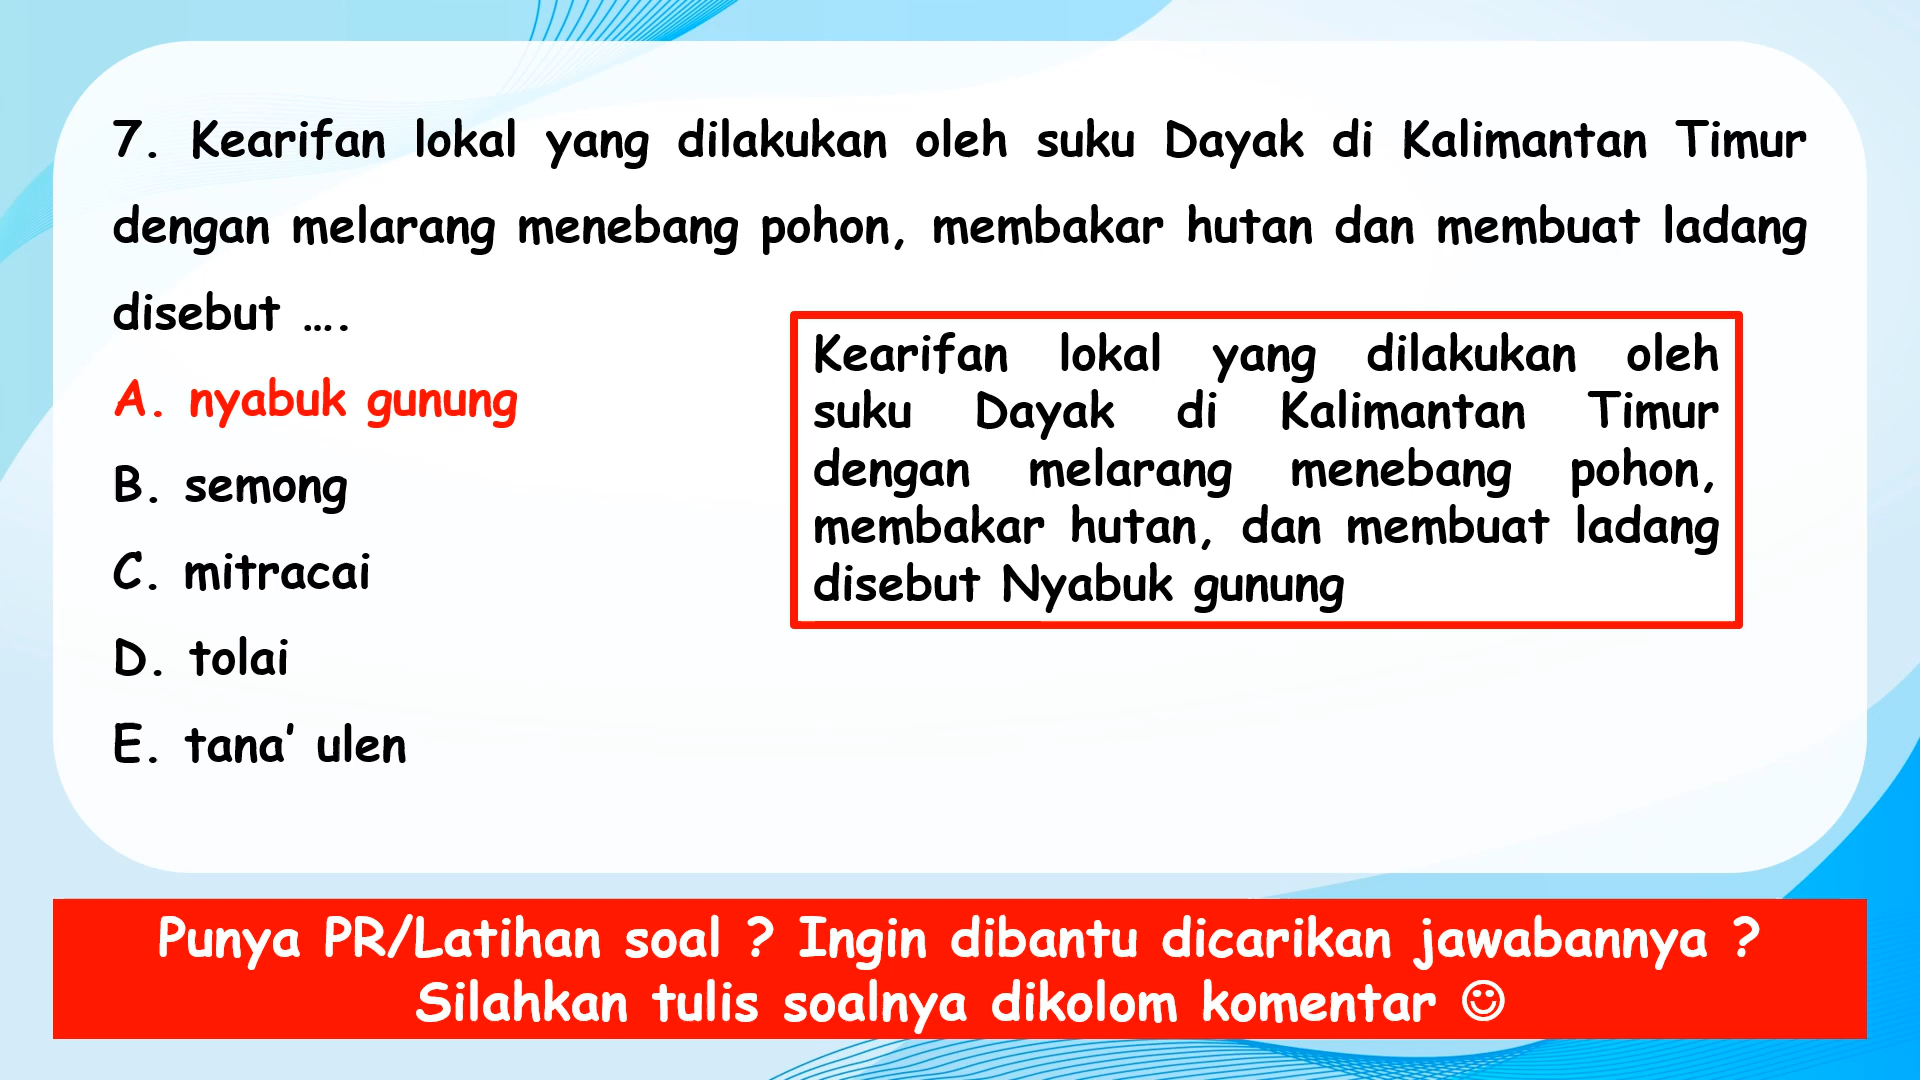 7. Kearifan lokal yang dilakukan oleh suku Dayak di Kalimantan Timur
dengan melarang menebang pohon, membakar hutan dan membuat ladang
disebut ….
A. nyabuk gunung
B. semong
C. mitracai
D. tolai
E. tana’ ulen
Kearifan lokal yang dilakukan oleh
suku Dayak di Kalimantan Timur
dengan melarang menebang pohon,
membakar hutan, dan membuat ladang
disebut Nyabuk gunung
Punya PR/Latihan soal ? Ingin dibantu dicarikan jawabannya ?
Silahkan tulis soalnya dikolom komentar ☺